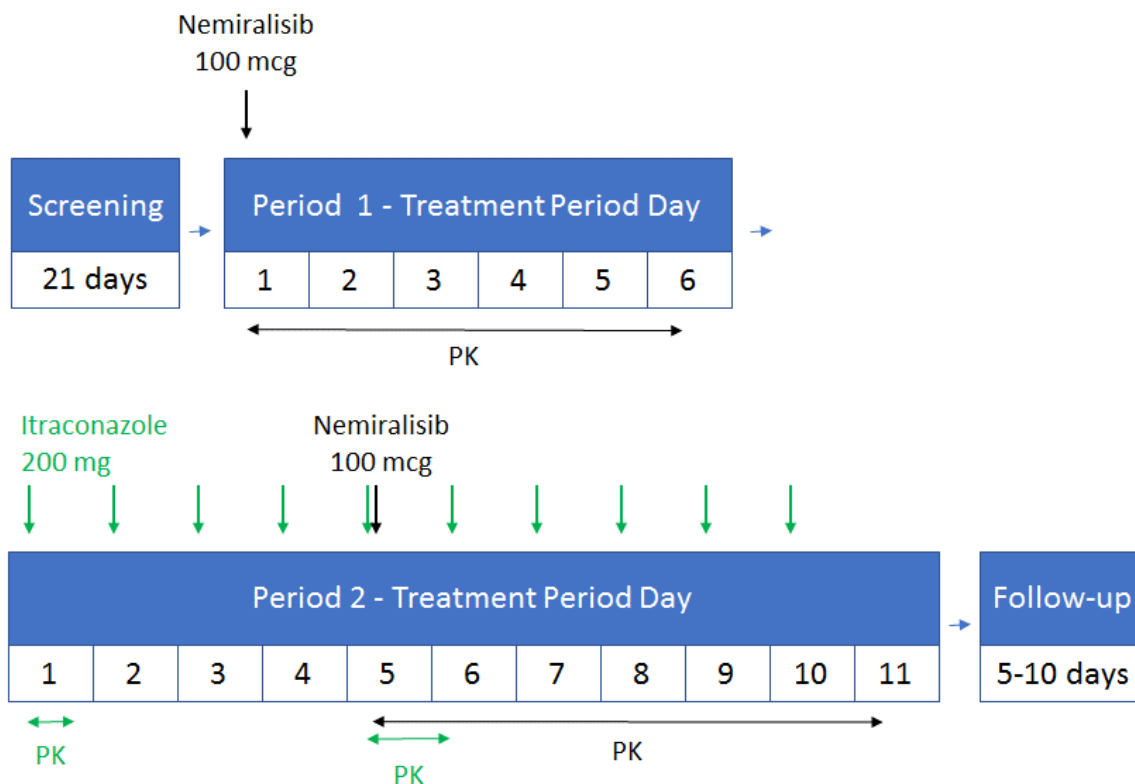 Nemiralisib
100 mcg
Screening
Period 1 - Treatment Period Day
21 days
1 2 3 4 5 6
PK
Itraconazole
200 mg
Nemiralisib
100 mcg
Period 2 - Treatment Period Day
Follow-up
1 2 3 4 5 6 7 8 9 10 11
5-10 days
PK
PK
PK